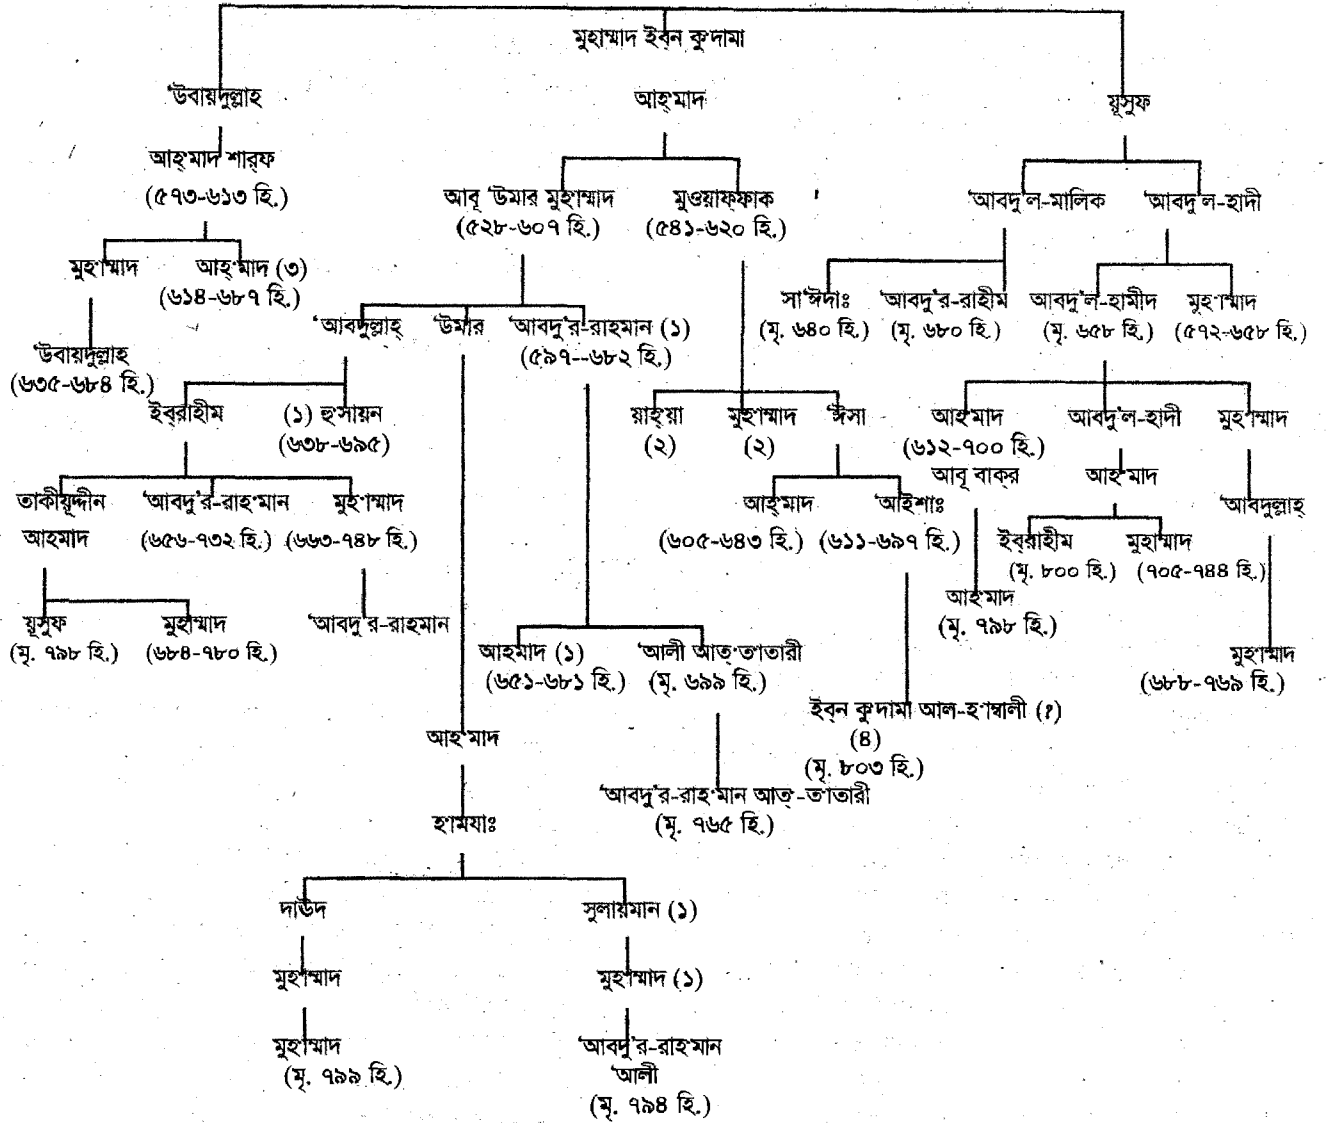 মুহাম্মাদ ইব্‌ন কু'দামা
'উবায়দুল্লাহ
আহ'মাদ
য়ূসুফ
আহ'মাদ শার্‌ফ
(৫৭৩-৬১৩ হি.)
আবূ 'উমার মুহ'াম্মাদ
(৫২৮-৬০৭ হি.)
মুওয়াফ্‌ফাক
(৫৪১-৬২০ হি.)
'আবদু'ল-মালিক
'আবদু'ল-হাদী
মুহ'াম্মাদ
আহ'মাদ (৩)
(৬১৪-৬৮৭ হি.)
সা'ঈদাঃ
(মৃ. ৬৪০ হি.)
'আবদু'র-রাহীম
(মৃ. ৬৮০ হি.)
আবদু'ল-হামীদ
(মৃ. ৬৫৮ হি.)
মুহ'াম্মাদ
(৫৭২-৬৫৮ হি.)
'আবদুল্লাহ্
'উমার
'আবদু'র-রাহমান (১)
(৫৯৭--৬৮২ হি.)
'উবায়দুল্লাহ
(৬৩৫-৬৮৪ হি.)
ইব্‌রাহীম
(১) হু'সায়ন
(৬৩৮-৬৯৫)
য়াহ'য়া
(২)
মুহ'াম্মাদ
(২)
'ঈসা
আহ'মাদ
(৬১২-৭০০ হি.)
আবূ বাক্‌র
আবদু'ল-হাদী
মুহ'াম্মাদ
আহ'মাদ
তাকীয়ূদ্দীন
আহমাদ
'আবদু'র-রাহ'মান
(৬৫৬-৭৩২ হি.)
মুহ'াম্মাদ
(৬৬৩-৭৪৮ হি.)
আহ'মাদ
(৬০৫-৬৪৩ হি.)
'আইশাঃ
(৬১১-৬৯৭ হি.)
'আবদুল্লাহ্
ইব্‌রাহীম
(মৃ. ৮০০ হি.)
মুহ'াম্মাদ
(৭০৫-৭৪৪ হি.)
আহ'মাদ
(মৃ. ৭৯৮ হি.)
য়ূসুফ
(মৃ. ৭৯৮ হি.)
মুহ'াম্মাদ
(৬৮৪-৭৮০ হি.)
'আবদু'র-রাহমান
আহমাদ (১)
(৬৫১-৬৮১ হি.)
'আলী আত্‌-ত'াতারী
(মৃ. ৬৯৯ হি.)
মুহ'াম্মাদ
(৬৮৮-৭৬৯ হি.)
ইব্‌ন কু'দামা আল-হ'াম্বালী (?)
(৪)
(মৃ. ৮০৩ হি.)
আহ'মাদ
'আবদু'র-রাহ'মান আত্‌-ত'াতারী
(মৃ. ৭৬৫ হি.)
হ'ামযাঃ
দাঊদ
সুলায়মান (১)
মুহ'াম্মাদ
মুহ'াম্মাদ (১)
মুহ'াম্মাদ
(মৃ. ৭৯৯ হি.)
'আবদু'র-রাহ'মান
'আলী
(মৃ. ৭৯৪ হি.)